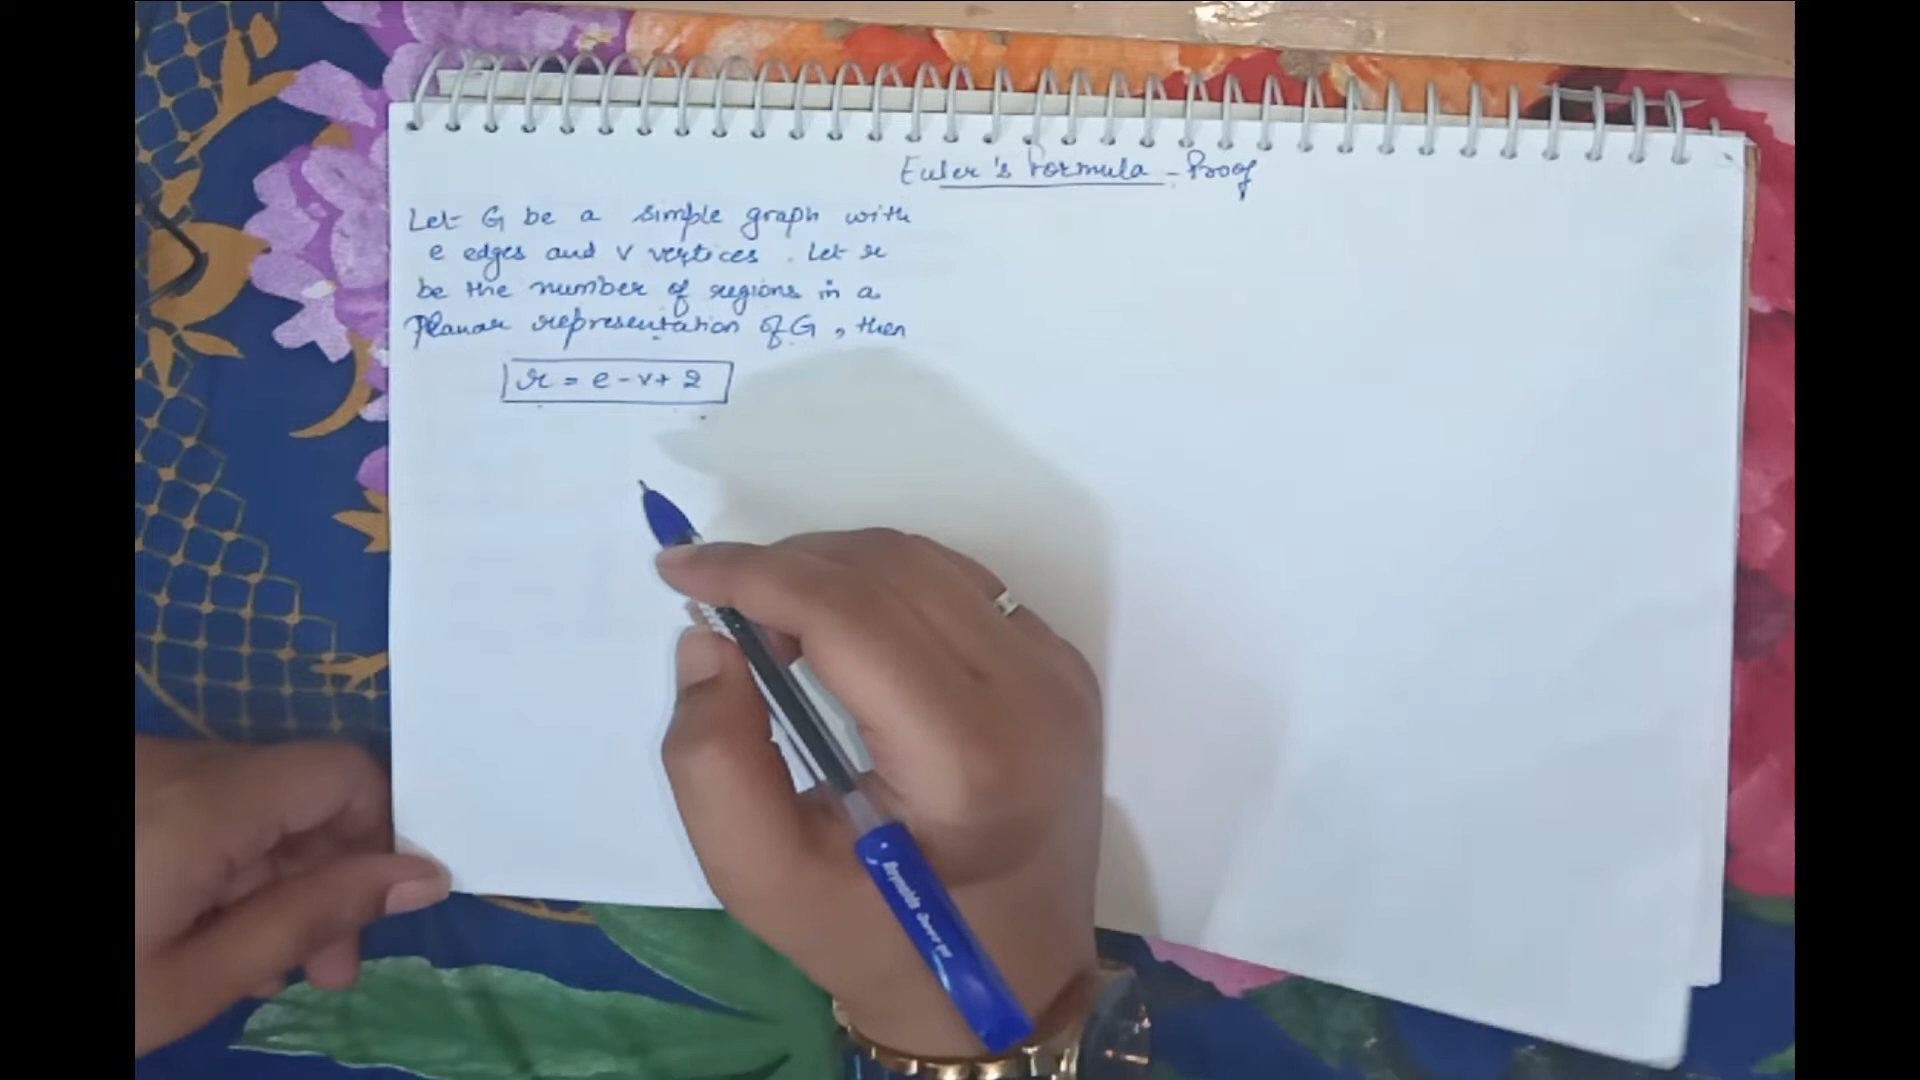 Euler's Formula - Proof
Let G be a simple graph with
e edges and v vertices. Let r
be the number of regions in a
Planar representation of G, then
r = e - v + 2
Reynolds